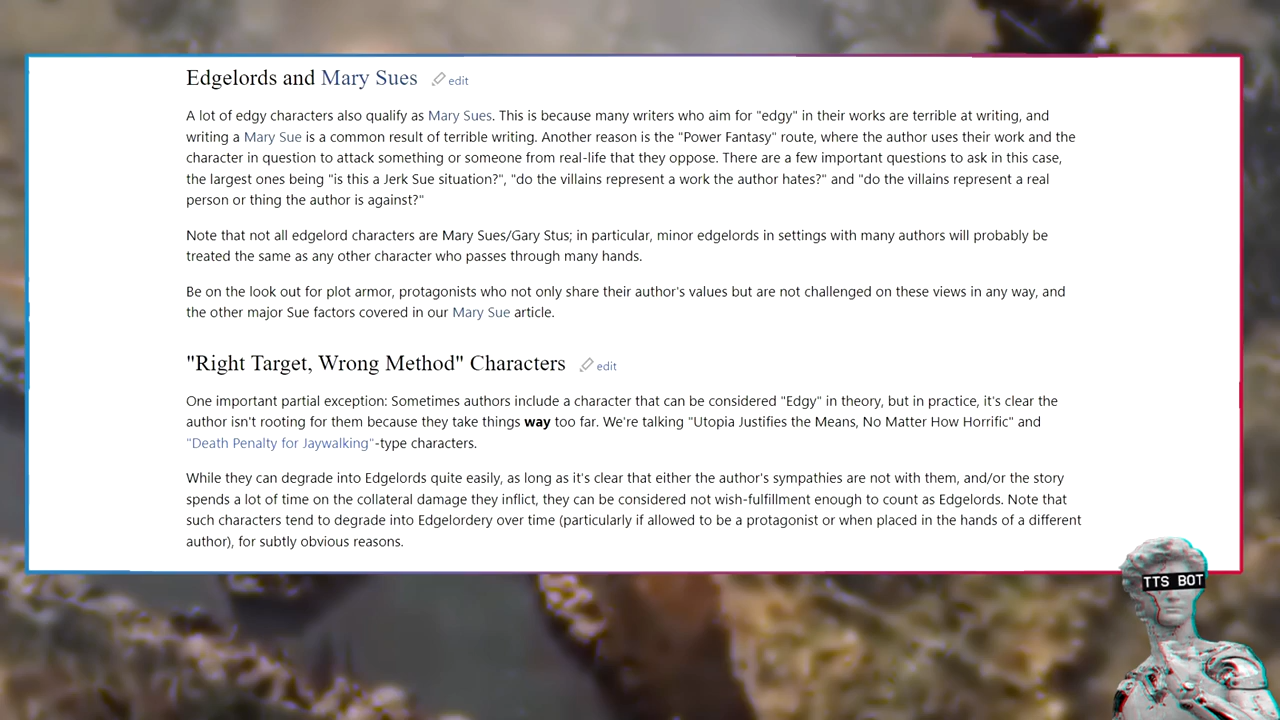 Edgelords and Mary Sues edit
A lot of edgy characters also qualify as Mary Sues. This is because many writers who aim for "edgy" in their works are terrible at writing, and
writing a Mary Sue is a common result of terrible writing. Another reason is the "Power Fantasy" route, where the author uses their work and the
character in question to attack something or someone from real-life that they oppose. There are a few important questions to ask in this case,
the largest ones being "is this a Jerk Sue situation?", "do the villains represent a work the author hates?" and "do the villains represent a real
person or thing the author is against?"
Note that not all edgelord characters are Mary Sues/Gary Stus; in particular, minor edgelords in settings with many authors will probably be
treated the same as any other character who passes through many hands.
Be on the look out for plot armor, protagonists who not only share their author's values but are not challenged on these views in any way, and
the other major Sue factors covered in our Mary Sue article.
"Right Target, Wrong Method" Characters edit
One important partial exception: Sometimes authors include a character that can be considered "Edgy" in theory, but in practice, it's clear the
author isn't rooting for them because they take things way too far. We're talking "Utopia Justifies the Means, No Matter How Horrific" and
"Death Penalty for Jaywalking"-type characters.
While they can degrade into Edgelords quite easily, as long as it's clear that either the author's sympathies are not with them, and/or the story
spends a lot of time on the collateral damage they inflict, they can be considered not wish-fulfillment enough to count as Edgelords. Note that
such characters tend to degrade into Edgelordery over time (particularly if allowed to be a protagonist or when placed in the hands of a different
author), for subtly obvious reasons.
TTS BOT